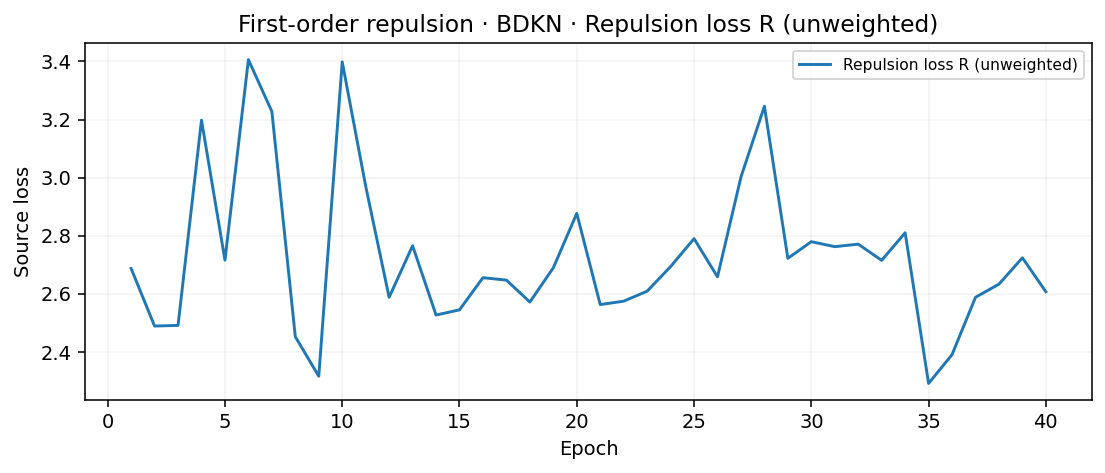 First-order repulsion · BDKN · Repulsion loss R (unweighted)
Repulsion loss R (unweighted)
Source loss
3.4
3.2
3.0
2.8
2.6
2.4
0 5 10 15 20 25 30 35 40
Epoch